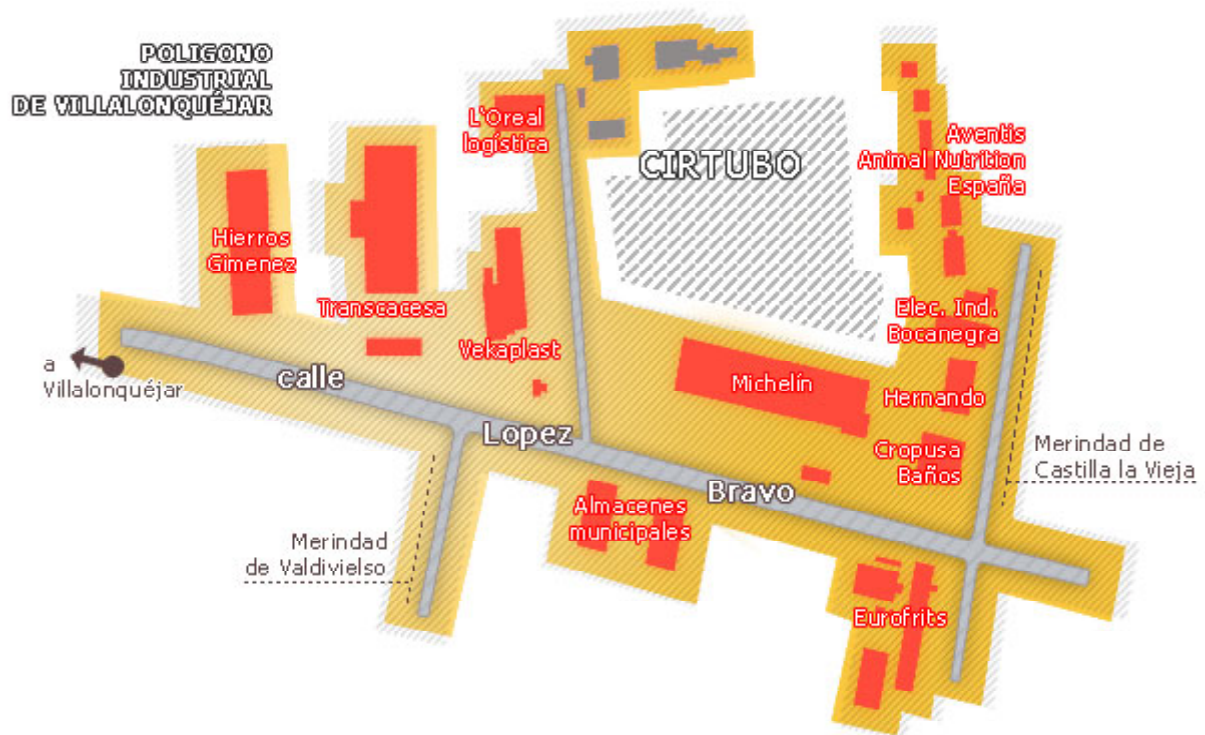 POLIGONO
INDUSTRIAL
DE VILLALONQUÉJAR
L'Oreal
logística
CIRTUBO
Aventis
Animal Nutrition
España
Hierros
Gimenez
Transcacesa
Vekaplast
Elec. Ind.
Bocanegra
a
Villalonquéjar
calle
Lopez
Bravo
Michelín
Hernando
Cropusa
Baños
Merindad de
Castilla la Vieja
Almacenes
municipales
Merindad
de Valdivielso
Eurofrits